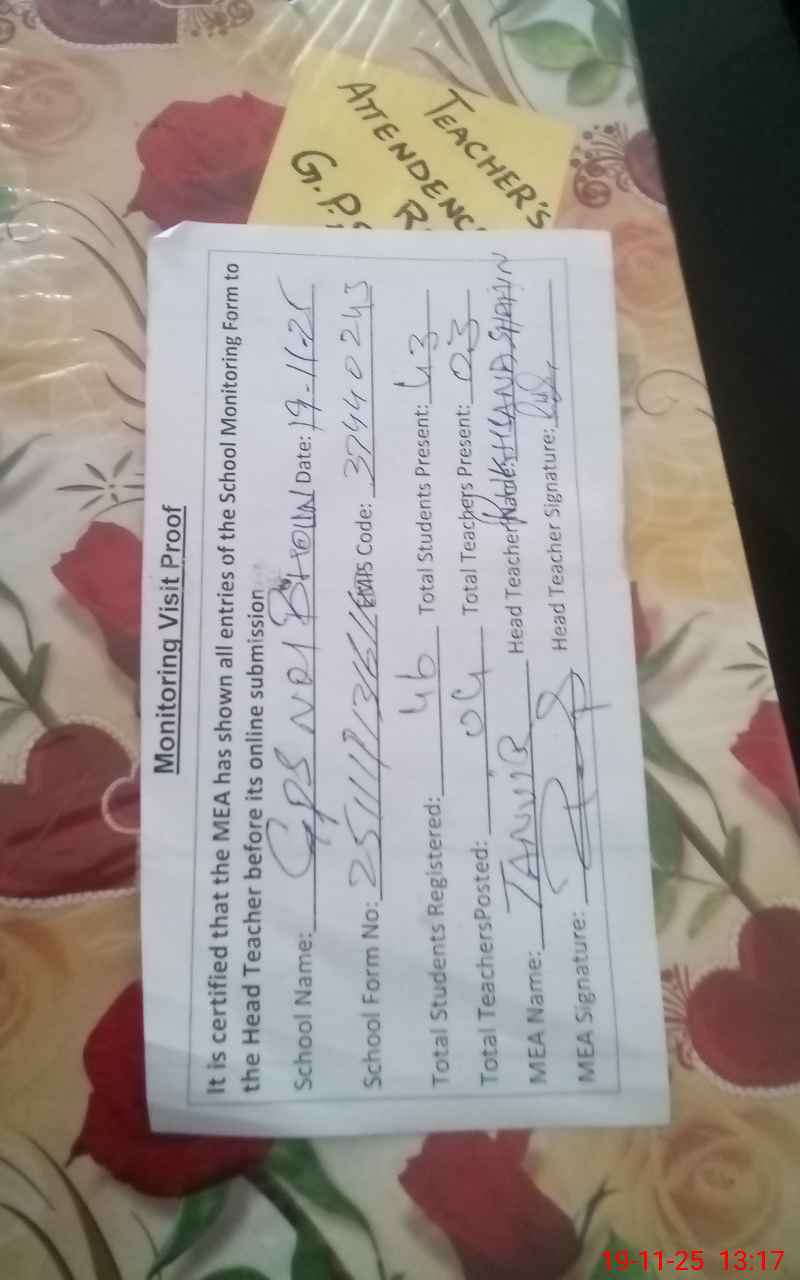 TEACHER'S
ATTENDENC
R
G.P.S
Monitoring Visit Proof
It is certified that the MEA has shown all entries of the School Monitoring Form to
the Head Teacher before its online submission
School Name: GPS NO1 BHOUN Date: 19-11-25
School Form No: EMIS Code: 37440243
Total Students Registered: 46 Total Students Present: 43
Total TeachersPosted: 04 Total Teachers Present: 03
MEA Name: TANVIR Head Teacher Name: SHAHIN
MEA Signature: Head Teacher Signature:
19-11-25 13:17